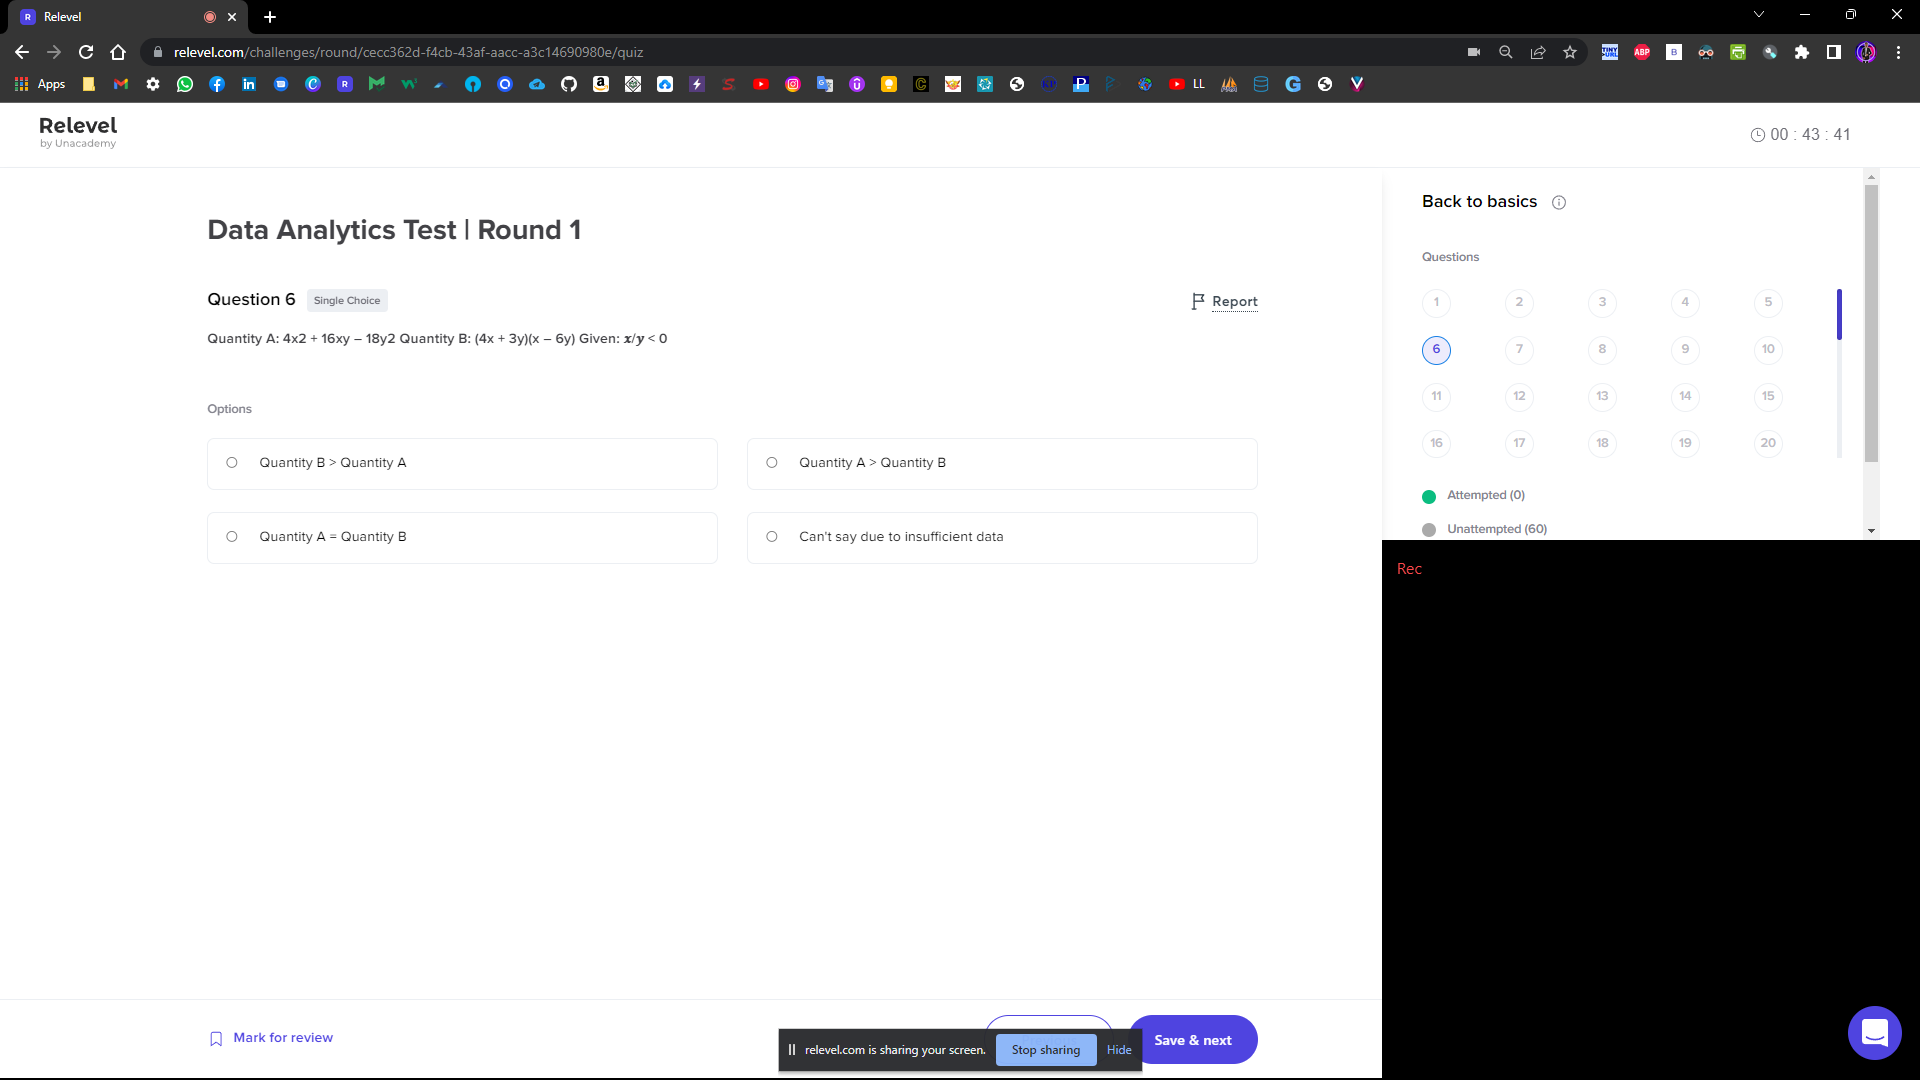 Relevel
relevel.com/challenges/round/cecc362d-f4cb-43af-aacc-a3c14690980e/quiz
Apps
LL
Relevel
by Unacademy
00 : 43 : 41
Data Analytics Test | Round 1
Question 6 Single Choice
Report
Quantity A: 4x2 + 16xy – 18y2 Quantity B: (4x + 3y)(x – 6y) Given: x/y < 0
Options
Quantity B > Quantity A
Quantity A > Quantity B
Quantity A = Quantity B
Can't say due to insufficient data
Back to basics
Questions
1 2 3 4 5
6 7 8 9 10
11 12 13 14 15
16 17 18 19 20
Attempted (0)
Unattempted (60)
Rec
Mark for review
relevel.com is sharing your screen. Stop sharing Hide
Save & next